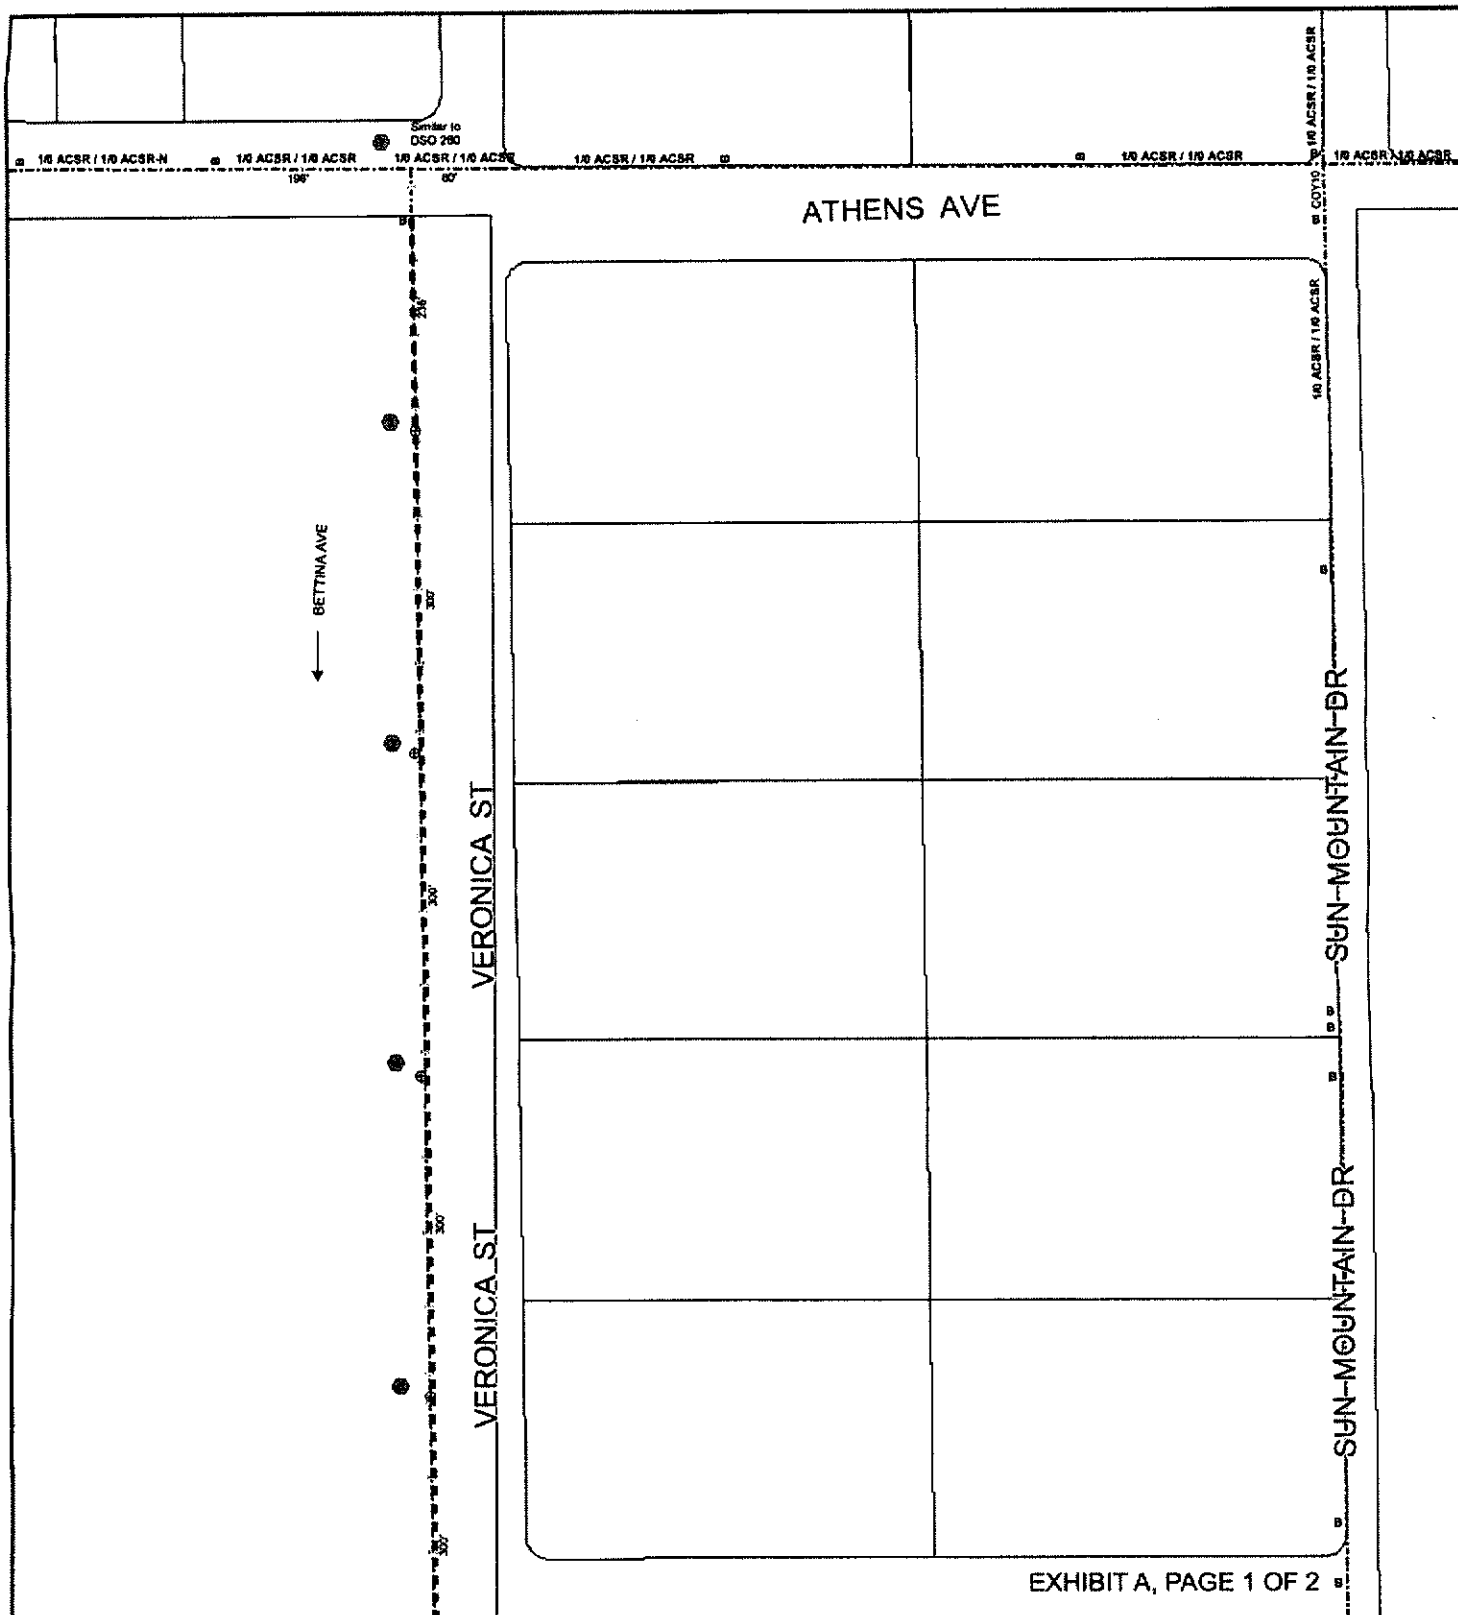 1/0 ACSR / 1/0 ACSR
Similar to
DSO 260
1/0 ACSR / 1/0 ACSR-N
1/0 ACSR / 1/0 ACSR
1/0 ACSR / 1/0 ACSR
1/0 ACSR / 1/0 ACSR
1/0 ACSR / 1/0 ACSR
1/0 ACSR / 1/0 ACSR
196'
80'
ATHENS AVE
236'
1/0 ACSR / 1/0 ACSR
BETTINA AVE
300'
SUN MOUNTAIN DR
VERONICA ST
300'
B
B
B
300'
SUN MOUNTAIN DR
VERONICA ST
300'
B
EXHIBIT A, PAGE 1 OF 2
B